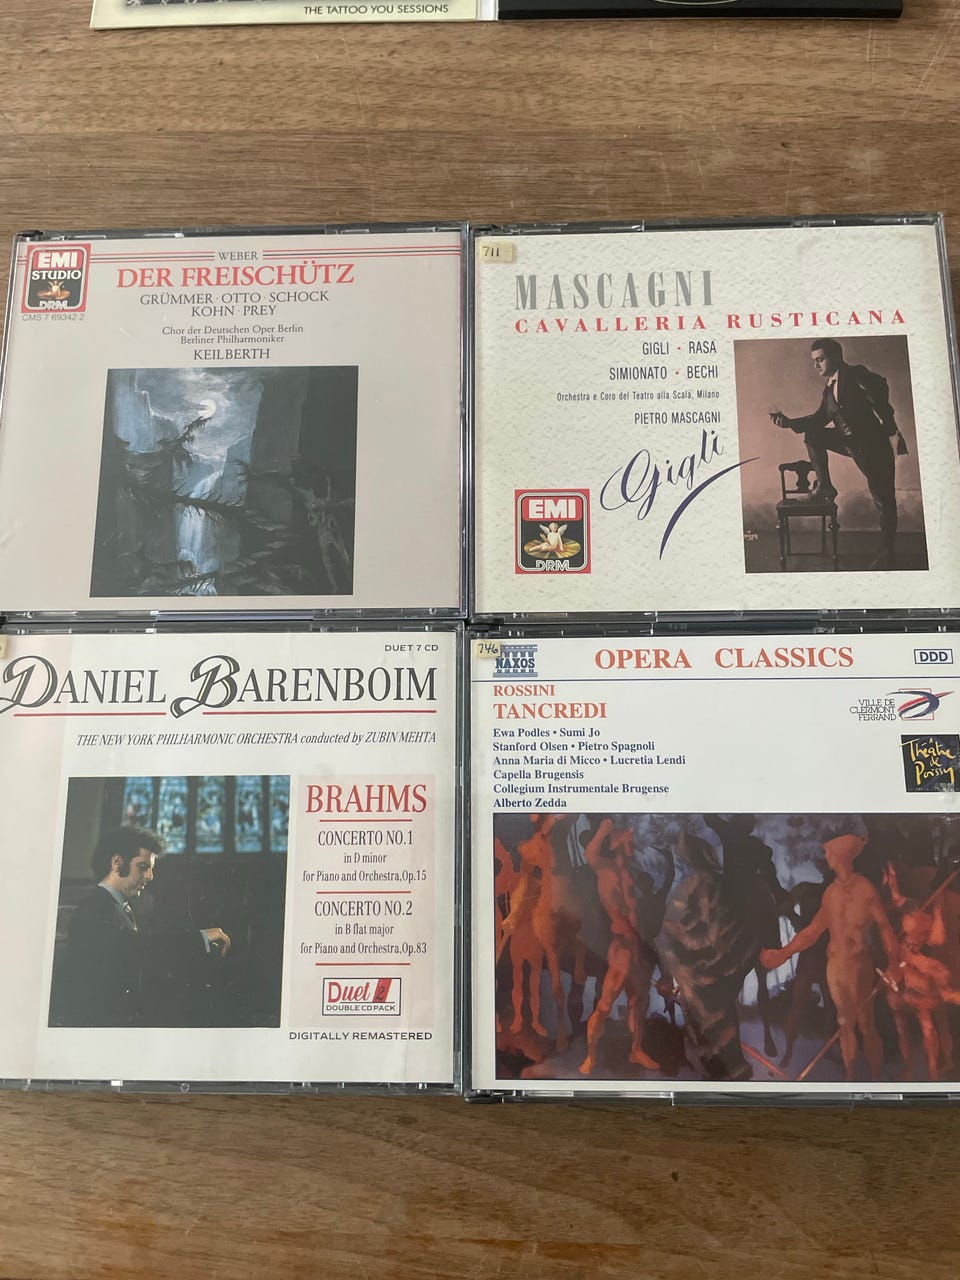 THE TATTOO YOU SESSIONS
EMI
STUDIO
DRM
CMS 7 69342 2
WEBER
DER FREISCHÜTZ
GRÜMMER · OTTO · SCHOCK
KOHN · PREY
Chor der Deutschen Oper Berlin
Berliner Philharmoniker
KEILBERTH
711
MASCAGNI
CAVALLERIA RUSTICANA
GIGLI · RASA
SIMIONATO · BECHI
Orchestra e Coro del Teatro alla Scala, Milano
PIETRO MASCAGNI
Gigli
EMI
DRM
DUET 7 CD
DANIEL BARENBOIM
THE NEW YORK PHILHARMONIC ORCHESTRA conducted by ZUBIN MEHTA
BRAHMS
CONCERTO NO.1
in D minor
for Piano and Orchestra,Op.15
CONCERTO NO.2
in B flat major
for Piano and Orchestra,Op.83
Duet 2
DOUBLE CD PACK
DIGITALLY REMASTERED
746
NAXOS
OPERA CLASSICS
DDD
ROSSINI
TANCREDI
Ewa Podles • Sumi Jo
Stanford Olsen • Pietro Spagnoli
Anna Maria di Micco • Lucretia Lendi
Capella Brugensis
Collegium Instrumentale Brugense
Alberto Zedda
VILLE DE
CLERMONT
FERRAND
Théâtre
de
Poissy